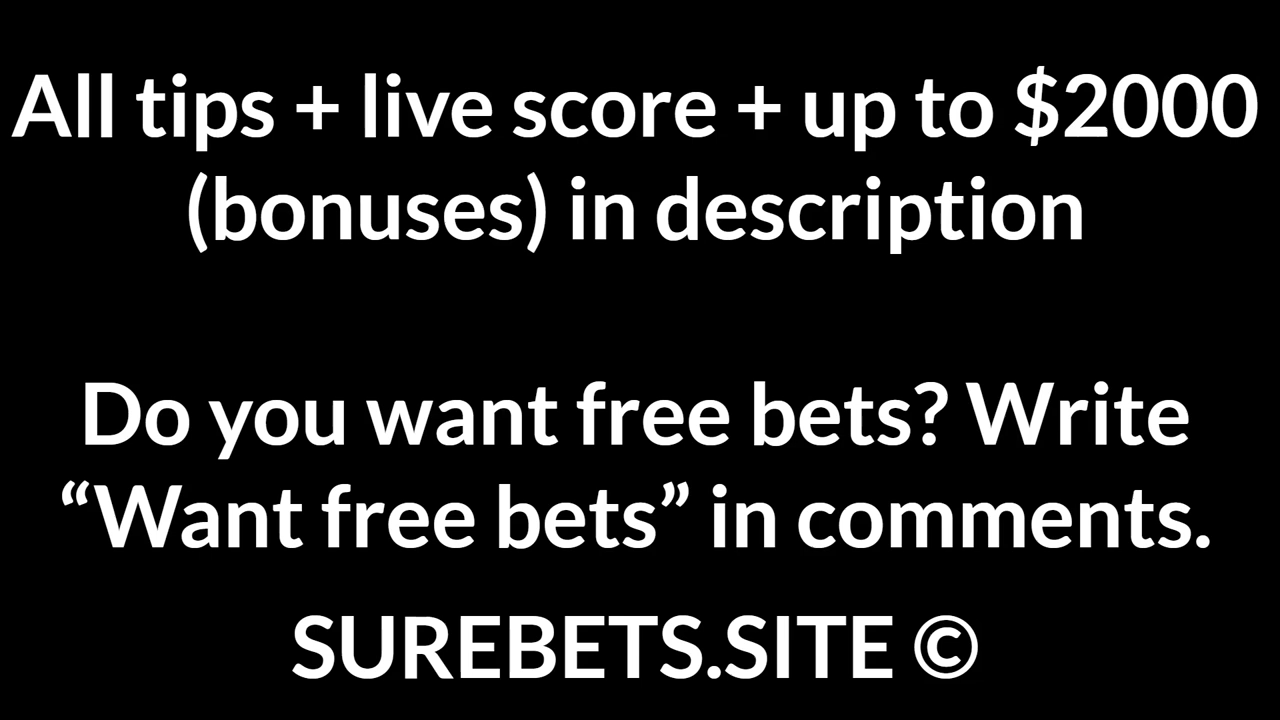 All tips + live score + up to $2000
(bonuses) in description
Do you want free bets? Write
“Want free bets” in comments.
SUREBETS.SITE ©